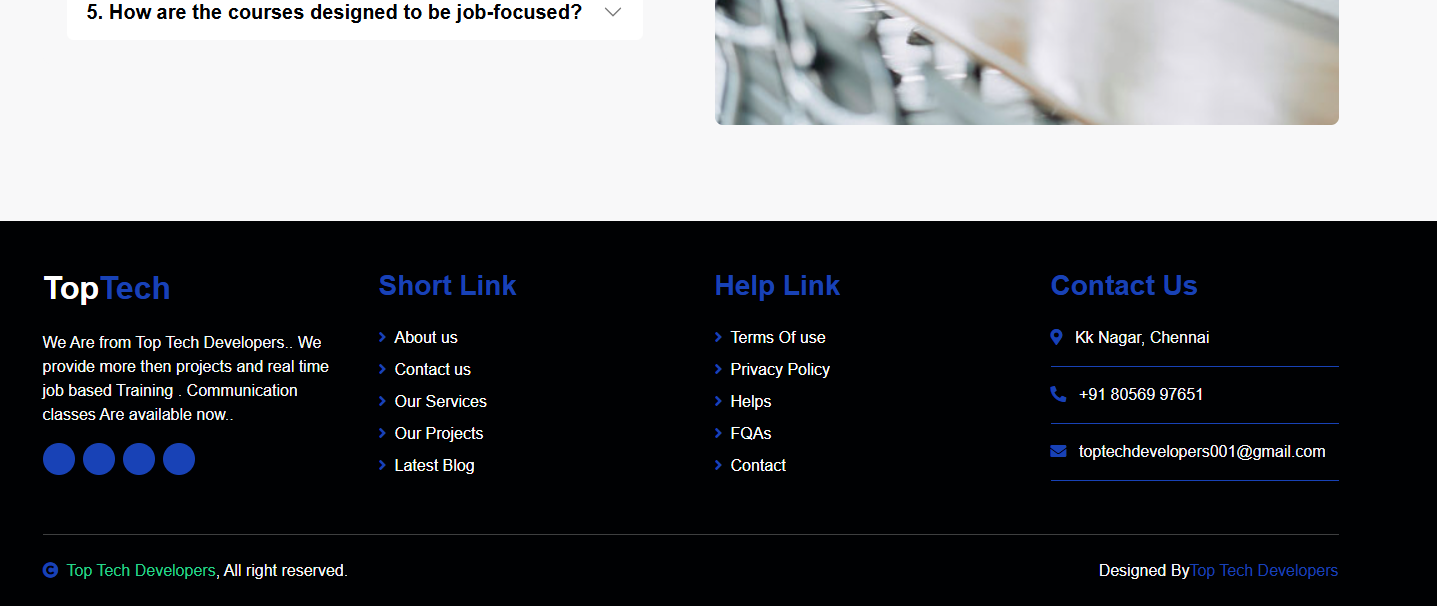 5. How are the courses designed to be job-focused?
TopTech
We Are from Top Tech Developers.. We
provide more then projects and real time
job based Training . Communication
classes Are available now..
Short Link
About us
Contact us
Our Services
Our Projects
Latest Blog
Help Link
Terms Of use
Privacy Policy
Helps
FQAs
Contact
Contact Us
Kk Nagar, Chennai
+91 80569 97651
toptechdevelopers001@gmail.com
© Top Tech Developers, All right reserved.
Designed ByTop Tech Developers